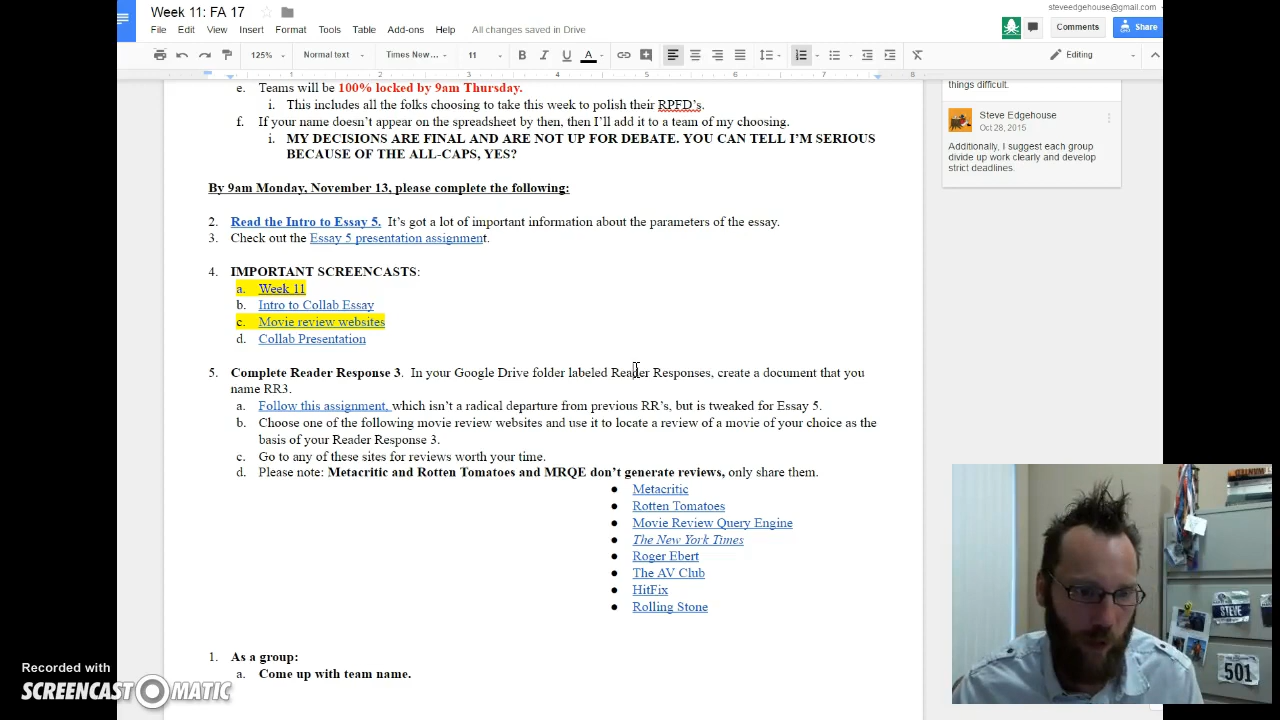 steveedgehouse@gmail.com
Week 11: FA 17
File Edit View Insert Format Tools Table Add-ons Help All changes saved in Drive
Comments
Share
125% Normal text Times New... 11 Editing
1 2 3 4 5 6 7 8
e. Teams will be 100% locked by 9am Thursday.
i. This includes all the folks choosing to take this week to polish their RPFD’s.
f. If your name doesn’t appear on the spreadsheet by then, then I’ll add it to a team of my choosing.
i. MY DECISIONS ARE FINAL AND ARE NOT UP FOR DEBATE. YOU CAN TELL I’M SERIOUS
BECAUSE OF THE ALL-CAPS, YES?
things difficult.
Steve Edgehouse
Oct 28, 2015
Additionally, I suggest each group
divide up work clearly and develop
strict deadlines.
By 9am Monday, November 13, please complete the following:
2. Read the Intro to Essay 5. It’s got a lot of important information about the parameters of the essay.
3. Check out the Essay 5 presentation assignment.
4. IMPORTANT SCREENCASTS:
a. Week 11
b. Intro to Collab Essay
c. Movie review websites
d. Collab Presentation
5. Complete Reader Response 3. In your Google Drive folder labeled Reader Responses, create a document that you
name RR3.
a. Follow this assignment, which isn’t a radical departure from previous RR’s, but is tweaked for Essay 5.
b. Choose one of the following movie review websites and use it to locate a review of a movie of your choice as the
basis of your Reader Response 3.
c. Go to any of these sites for reviews worth your time.
d. Please note: Metacritic and Rotten Tomatoes and MRQE don’t generate reviews, only share them.
● Metacritic
● Rotten Tomatoes
● Movie Review Query Engine
● The New York Times
● Roger Ebert
● The AV Club
● HitFix
● Rolling Stone
1. As a group:
a. Come up with team name.
Recorded with
SCREENCAST MATIC
STEVE
501